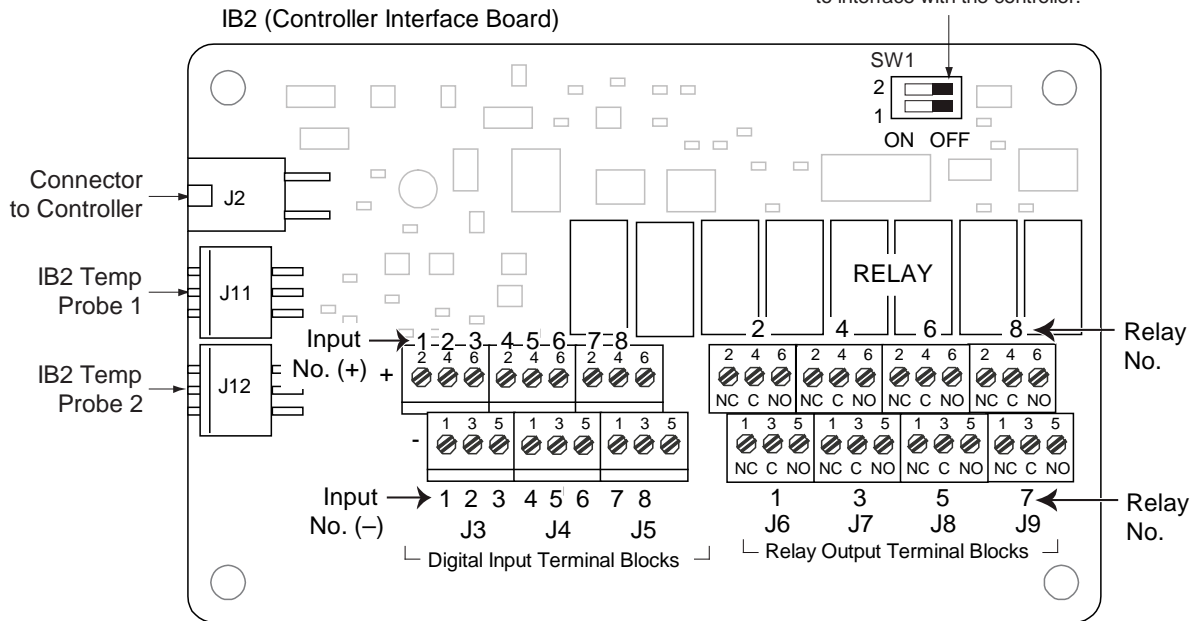 to interface with the controller.
IB2 (Controller Interface Board)
SW1
2
1
ON OFF
Connector
to Controller
J2
IB2 Temp
Probe 1
J11
IB2 Temp
Probe 2
J12
RELAY
2 4 6 8
Relay
No.
Input
No. (+)
1 2 3 4 5 6 7 8
+
2 4 6 2 4 6 2 4 6
2 4 6 2 4 6 2 4 6 2 4 6
NC C NO NC C NO NC C NO NC C NO
-
1 3 5 1 3 5 1 3 5
1 3 5 1 3 5 1 3 5 1 3 5
NC C NO NC C NO NC C NO NC C NO
Input
No. (–)
1 2 3 4 5 6 7 8
J3 J4 J5
Digital Input Terminal Blocks
1 3 5 7
J6 J7 J8 J9
Relay Output Terminal Blocks
Relay
No.